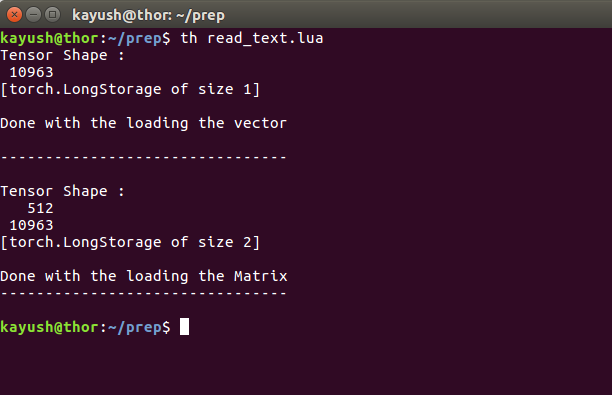 kayush@thor: ~/prep
kayush@thor:~/prep$ th read_text.lua
Tensor Shape :
 10963
[torch.LongStorage of size 1]
Done with the loading the vector
--------------------------------
Tensor Shape :
   512
 10963
[torch.LongStorage of size 2]
Done with the loading the Matrix
--------------------------------
kayush@thor:~/prep$